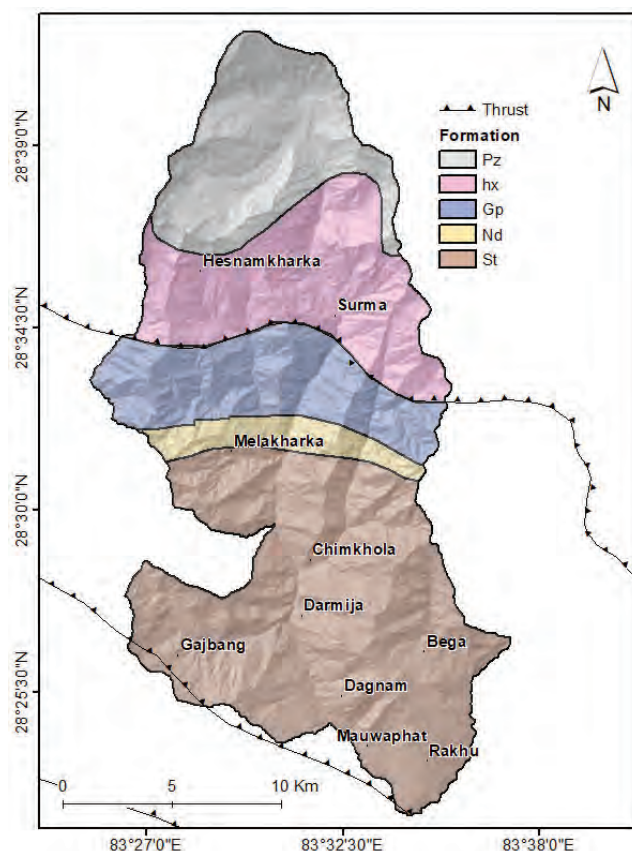 N
Thrust
Formation
Pz
hx
Gp
Nd
St
28°39'0"N
28°34'30"N
28°30'0"N
28°25'30"N
Hesnamkharka
Surma
Melakharka
Chimkhola
Darmija
Gajbang
Bega
Dagnam
Mauwaphat
Rakhu
0 5 10 Km
83°27'0"E 83°32'30"E 83°38'0"E